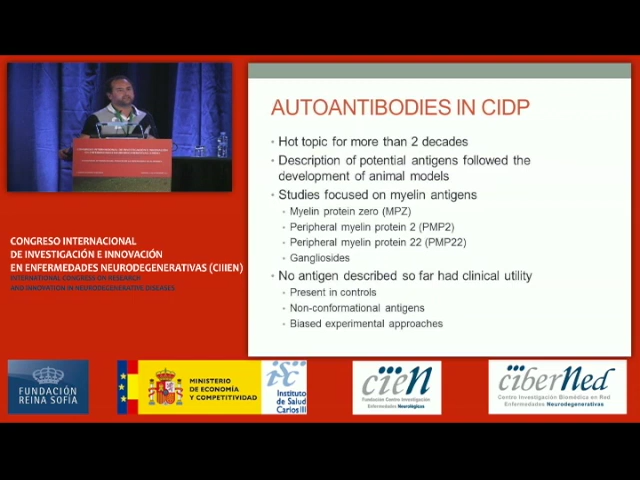 AUTOANTIBODIES IN CIDP
• Hot topic for more than 2 decades
• Description of potential antigens followed the
development of animal models
• Studies focused on myelin antigens
• Myelin protein zero (MPZ)
• Peripheral myelin protein 2 (PMP2)
• Peripheral myelin protein 22 (PMP22)
• Gangliosides
• No antigen described so far had clinical utility
• Present in controls
• Non-conformational antigens
• Biased experimental approaches
CONGRESO INTERNACIONAL
DE INVESTIGACIÓN E INNOVACIÓN
EN ENFERMEDADES NEURODEGENERATIVAS (CIIIEN)
INTERNATIONAL CONGRESS ON RESEARCH
AND INNOVATION IN NEURODEGENERATIVE DISEASES
FUNDACIÓN
REINA SOFÍA
MINISTERIO
DE ECONOMÍA
Y COMPETITIVIDAD
isc
Instituto
de Salud
Carlos III
cien
Fundación Centro Investigación
Enfermedades Neurológicas
ciberned
Centro Investigación Biomédica en Red
Enfermedades Neurodegenerativas